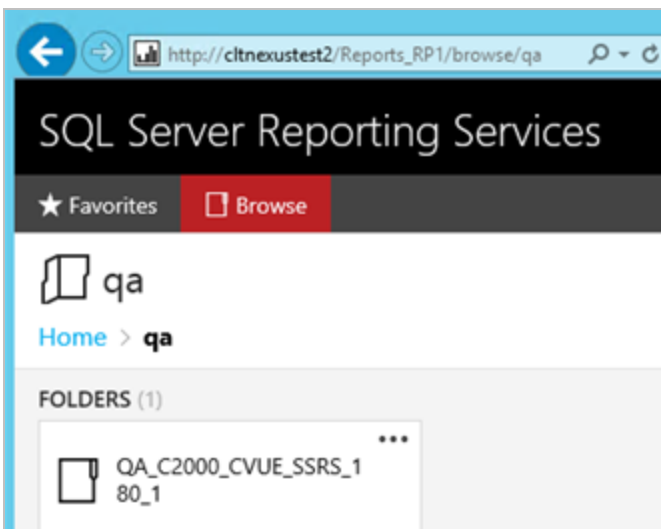 http://cltnexustest2/Reports_RP1/browse/qa
SQL Server Reporting Services
Favorites Browse
qa
Home > qa
FOLDERS (1)
QA_C2000_CVUE_SSRS_1
80_1